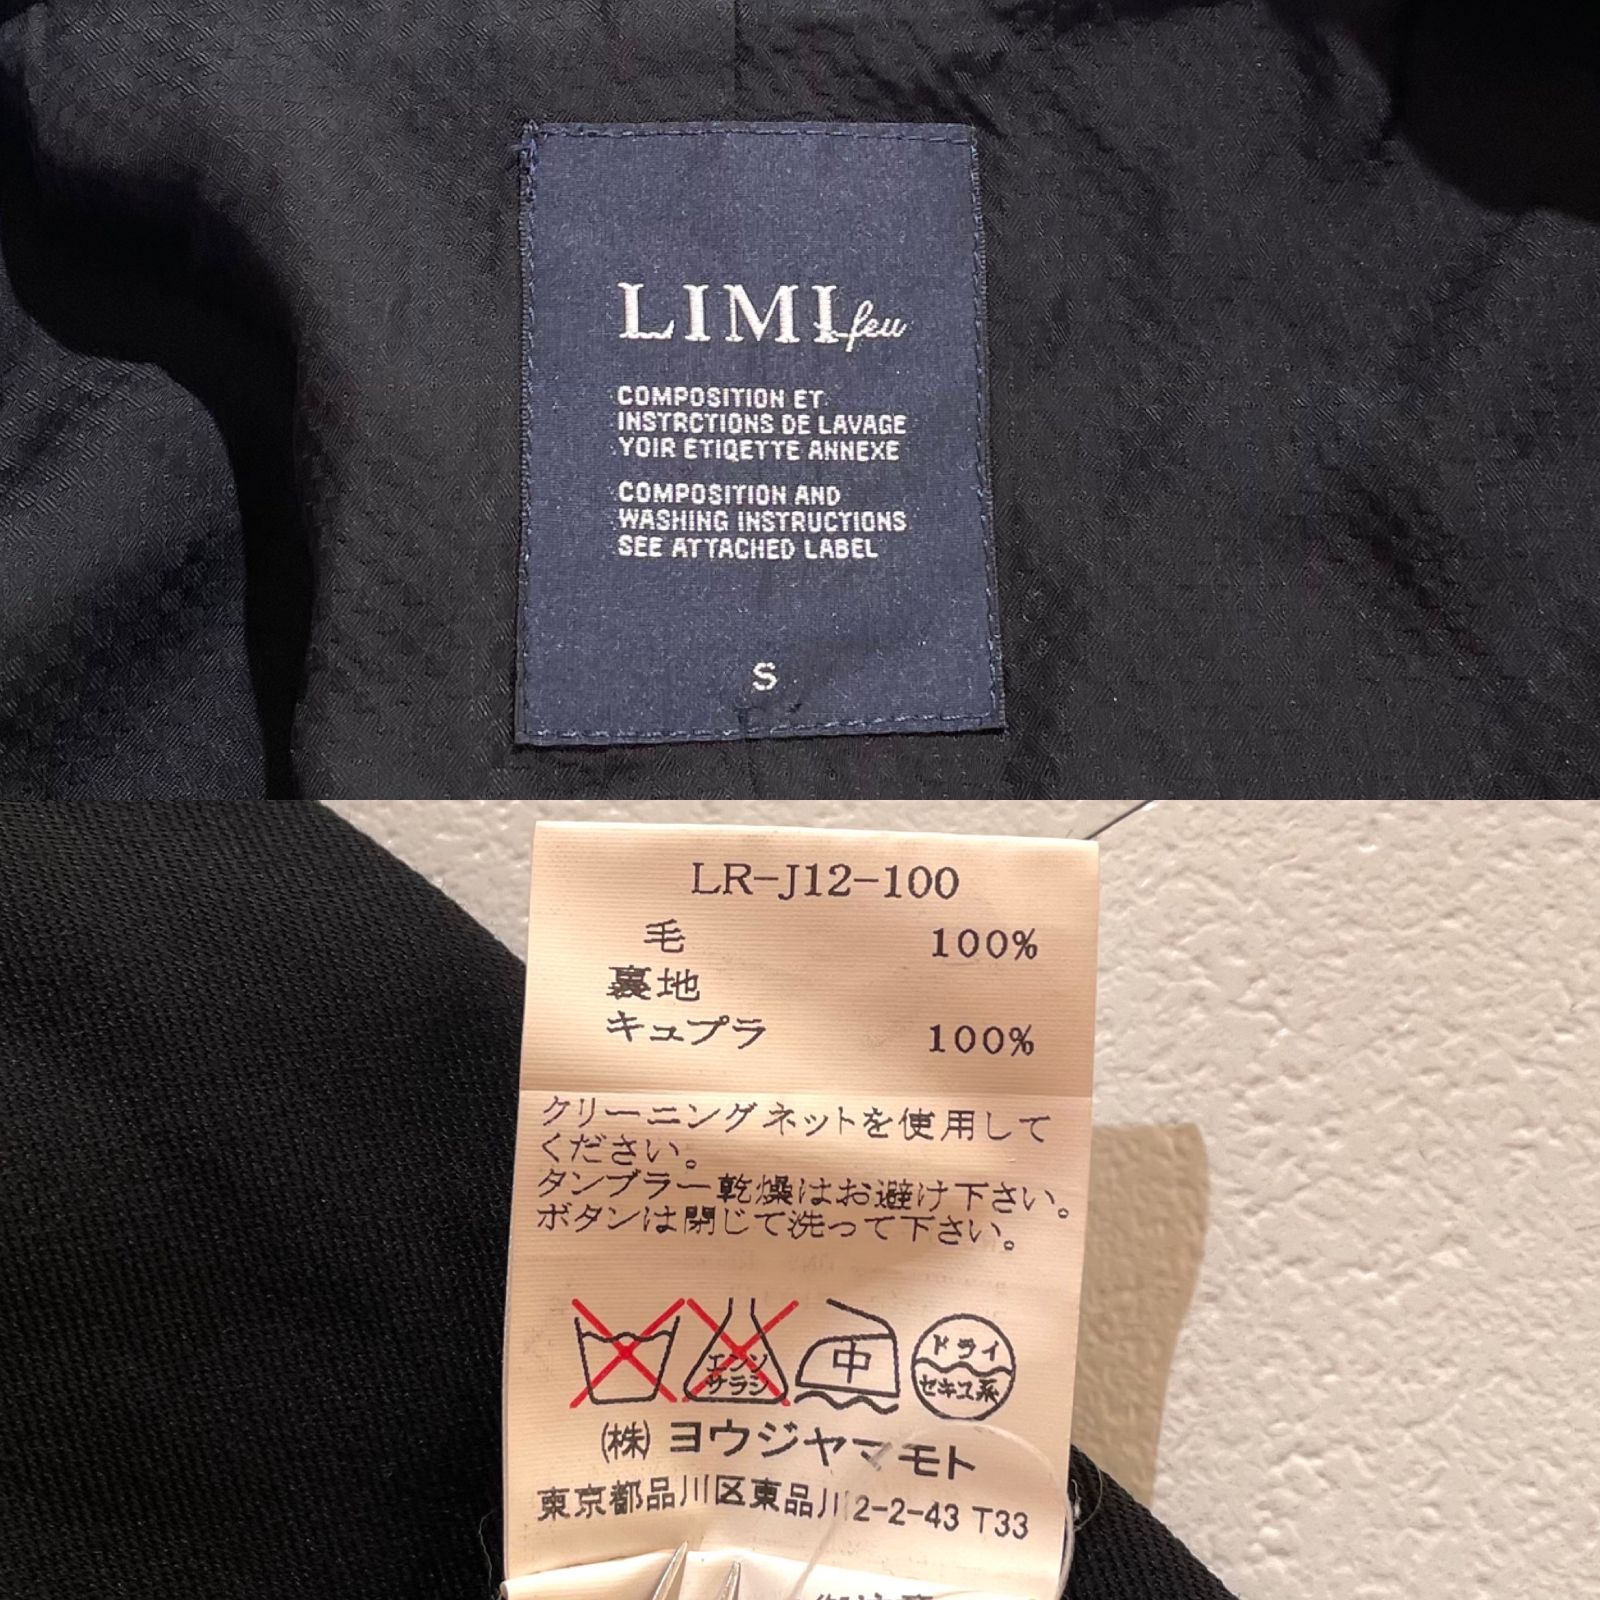 LIMI feu
COMPOSITION ET
INSTRCTIONS DE LAVAGE
YOIR ETIQETTE ANNEXE
COMPOSITION AND
WASHING INSTRUCTIONS
SEE ATTACHED LABEL
S
LR-J12-100
毛 100%
裏地
キュプラ 100%
クリーニングネットを使用して
ください。
タンブラー乾燥はお避け下さい。
ボタンは閉じて洗って下さい。
エンソ
サラシ
中
ドライ
セキユ系
(株)ヨウジヤマモト
東京都品川区東品川2-2-43 T33